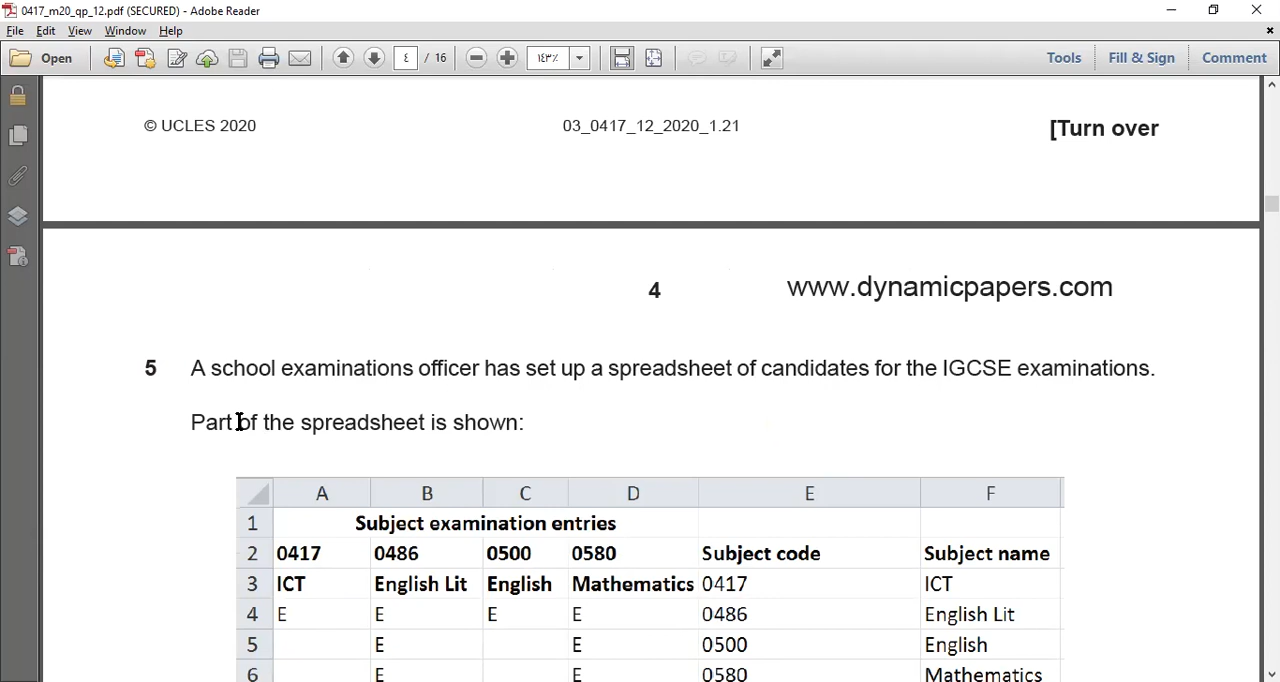 0417_m20_qp_12.pdf (SECURED) - Adobe Reader
File Edit View Window Help
Open ٤ / 16 ١٤٣٪ Tools Fill & Sign Comment
© UCLES 2020 03_0417_12_2020_1.21 [Turn over
4 www.dynamicpapers.com
5 A school examinations officer has set up a spreadsheet of candidates for the IGCSE examinations.
Part of the spreadsheet is shown:
A B C D E F
1 Subject examination entries
2 0417 0486 0500 0580 Subject code Subject name
3 ICT English Lit English Mathematics 0417 ICT
4 E E E E 0486 English Lit
5 E E 0500 English
6 E E 0580 Mathematics